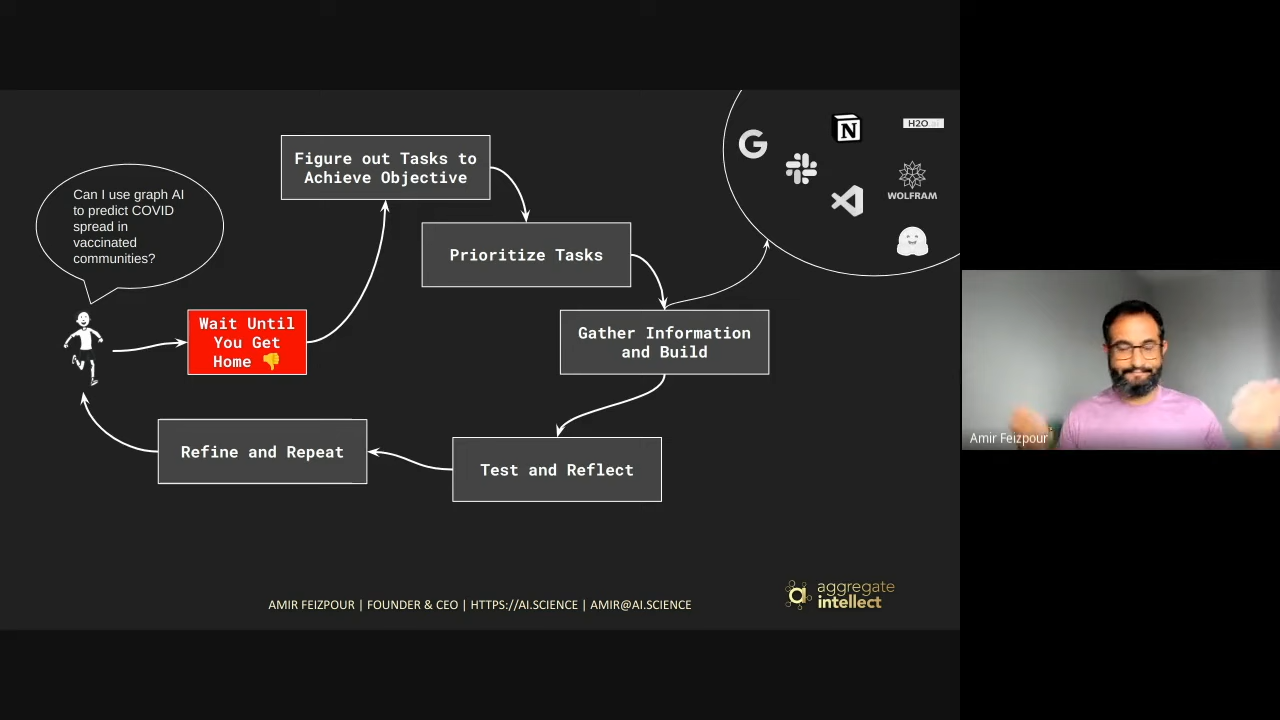 Figure out Tasks to
Achieve Objective
Can I use graph AI
to predict COVID
spread in
vaccinated
communities?
Prioritize Tasks
Wait Until
You Get
Home 👎
Gather Information
and Build
Refine and Repeat
Test and Reflect
G
N
H2O.ai
WOLFRAM
AMIR FEIZPOUR | FOUNDER & CEO | HTTPS://AI.SCIENCE | AMIR@AI.SCIENCE
aggregate
intellect
Amir Feizpour